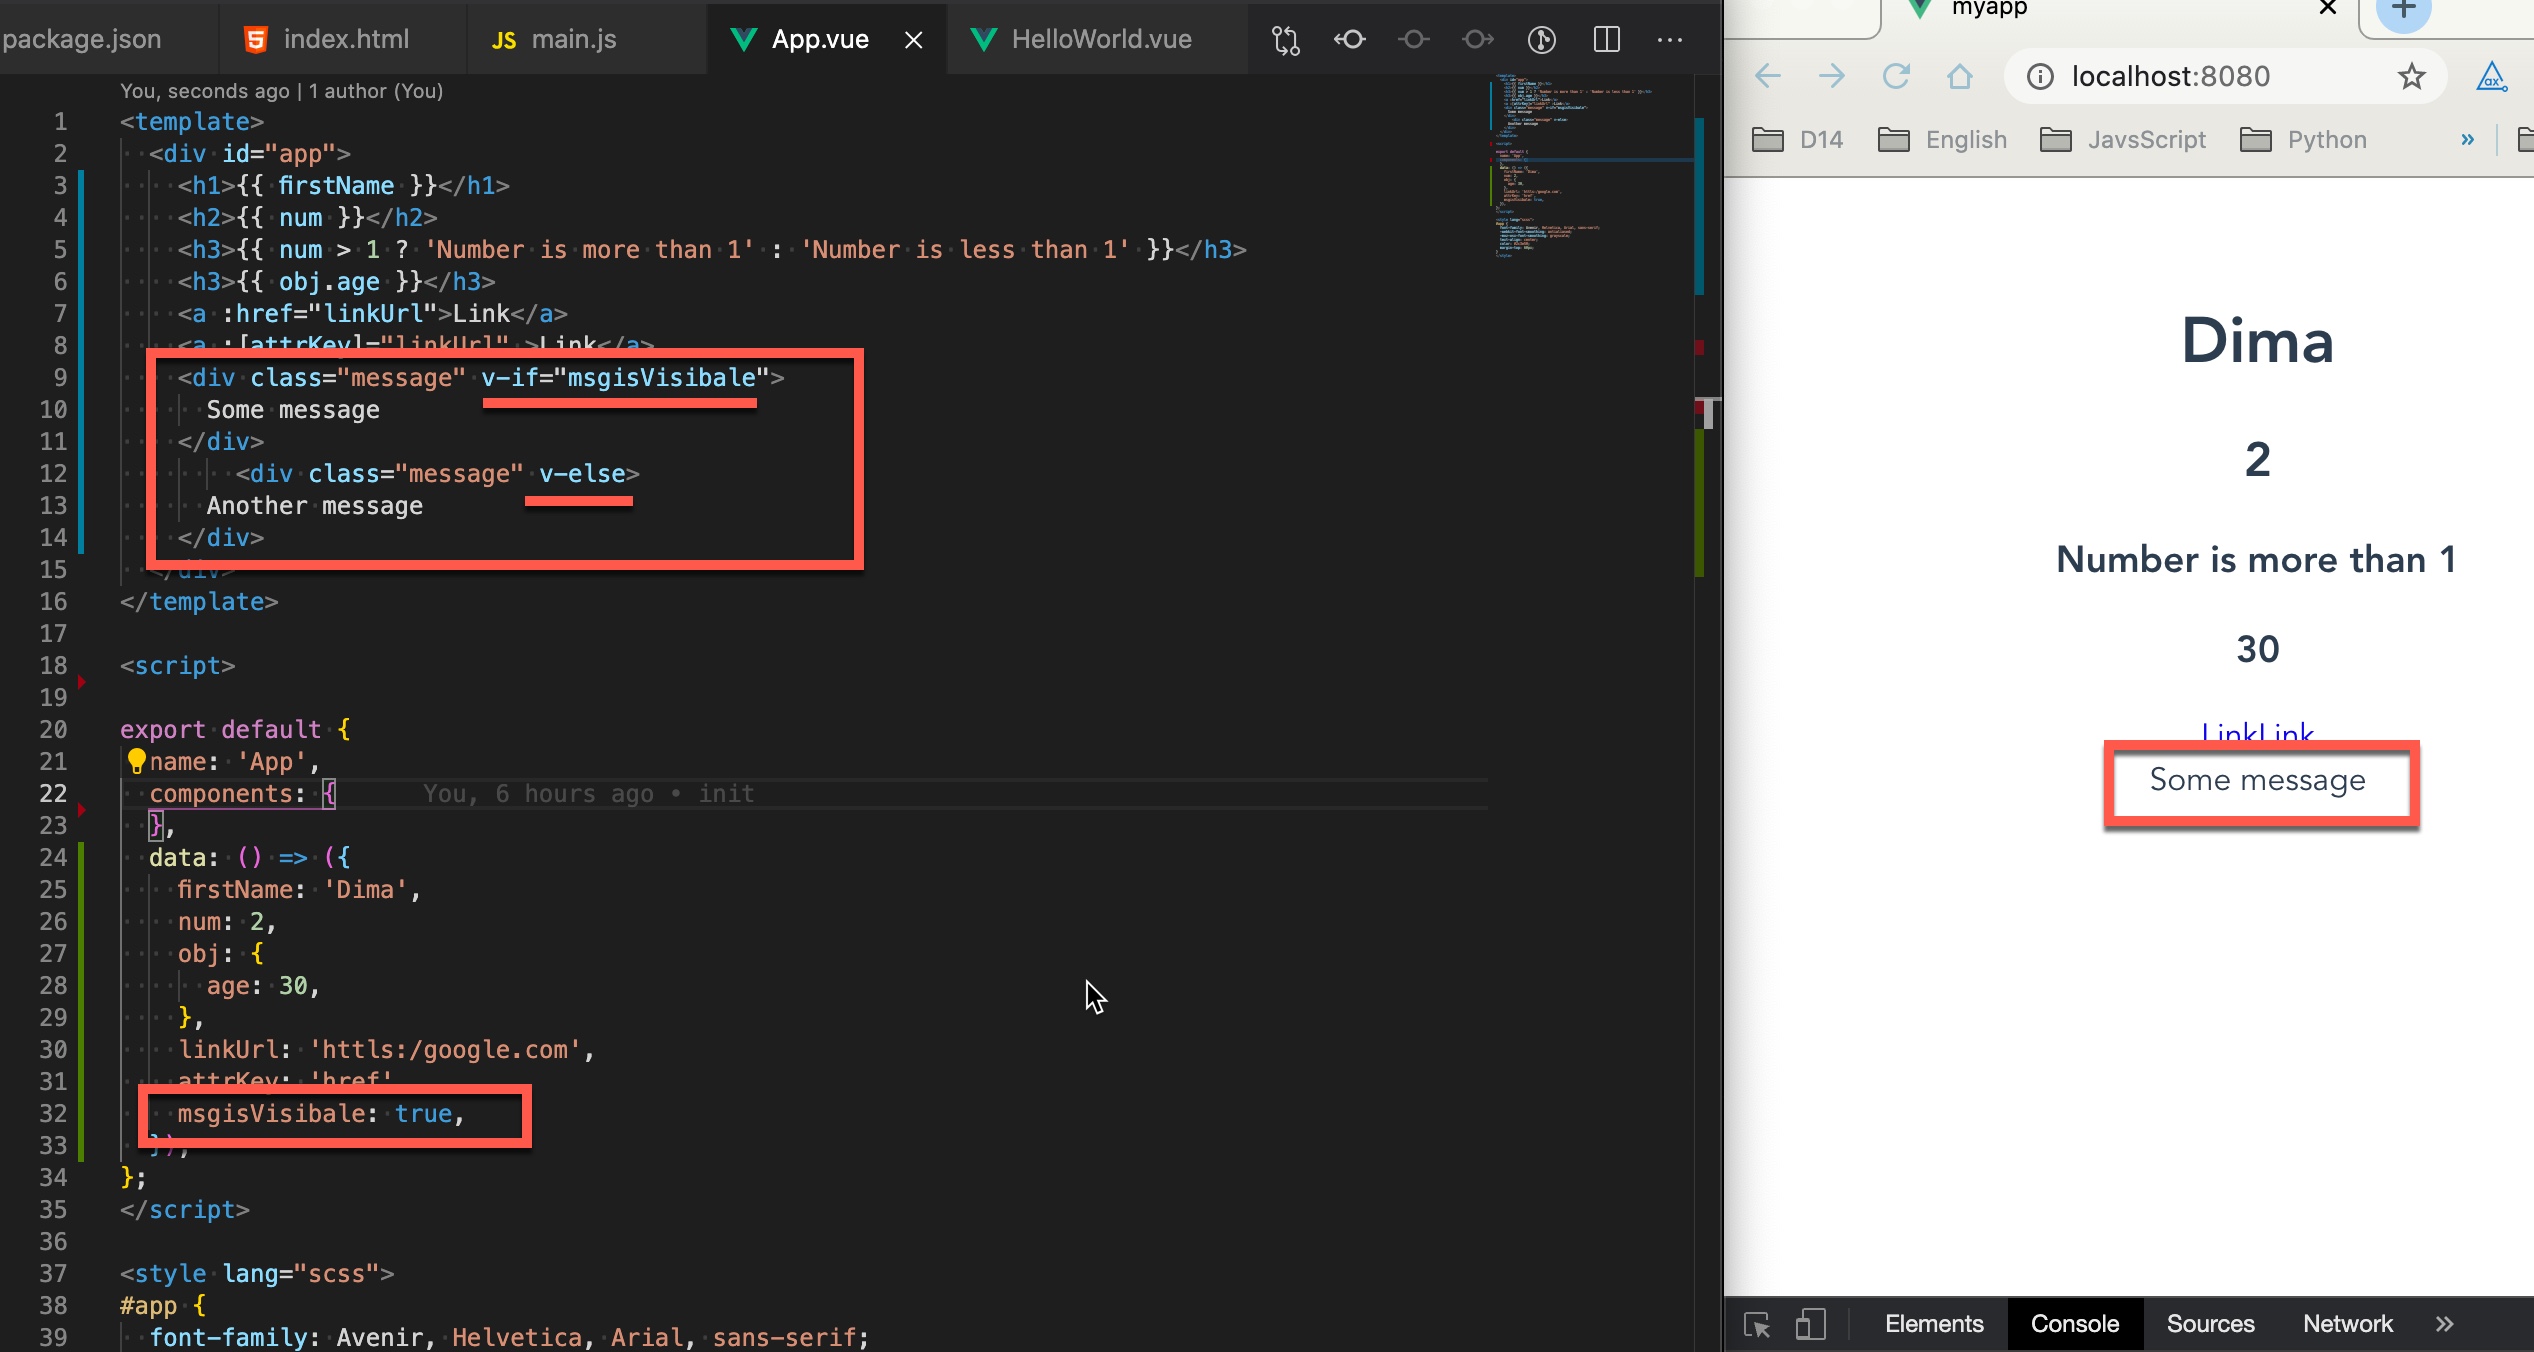 package.json index.html JS main.js App.vue HelloWorld.vue
You, seconds ago | 1 author (You)
1 <template>
2 <div id="app">
3 <h1>{{ firstName }}</h1>
4 <h2>{{ num }}</h2>
5 <h3>{{ num > 1 ? 'Number is more than 1' : 'Number is less than 1' }}</h3>
6 <h3>{{ obj.age }}</h3>
7 <a :href="linkUrl">Link</a>
8 <a :[attrKey]="linkUrl" >Link</a>
9 <div class="message" v-if="msgisVisibale">
10 Some message
11 </div>
12 <div class="message" v-else>
13 Another message
14 </div>
15 </div>
16 </template>
17
18 <script>
19
20 export default {
21 name: 'App',
22 components: { You, 6 hours ago • init
23 },
24 data: () => ({
25 firstName: 'Dima',
26 num: 2,
27 obj: {
28 age: 30,
29 },
30 linkUrl: 'httls:/google.com',
31 attrKey: 'href'
32 msgisVisibale: true,
33 }),
34 };
35 </script>
36
37 <style lang="scss">
38 #app {
39 font-family: Avenir, Helvetica, Arial, sans-serif;
myapp
localhost:8080
ax
D14 English JavsScript Python »
Dima
2
Number is more than 1
30
LinkLink
Some message
Elements Console Sources Network »